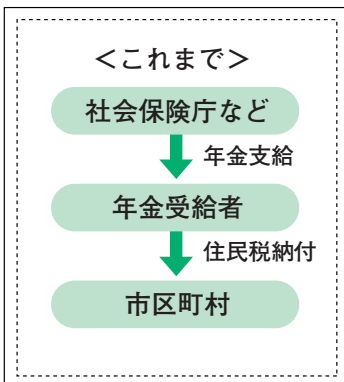 ＜これまで＞
社会保険庁など
年金支給
年金受給者
住民税納付
市区町村